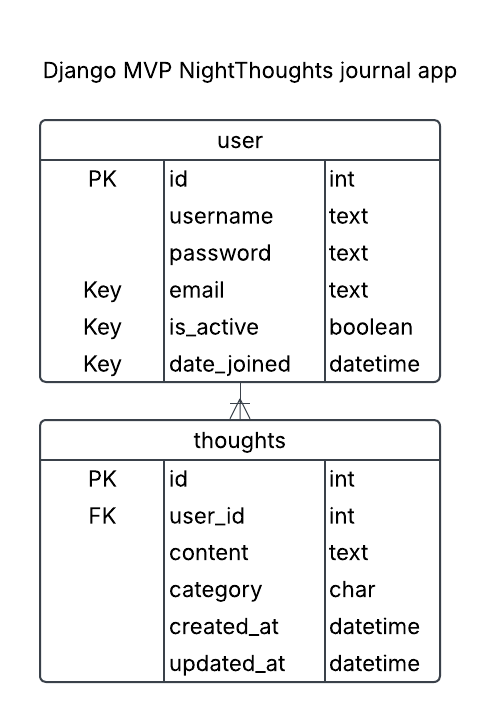 Django MVP NightThoughts journal app
user
PK id int
username text
password text
Key email text
Key is_active boolean
Key date_joined datetime
thoughts
PK id int
FK user_id int
content text
category char
created_at datetime
updated_at datetime